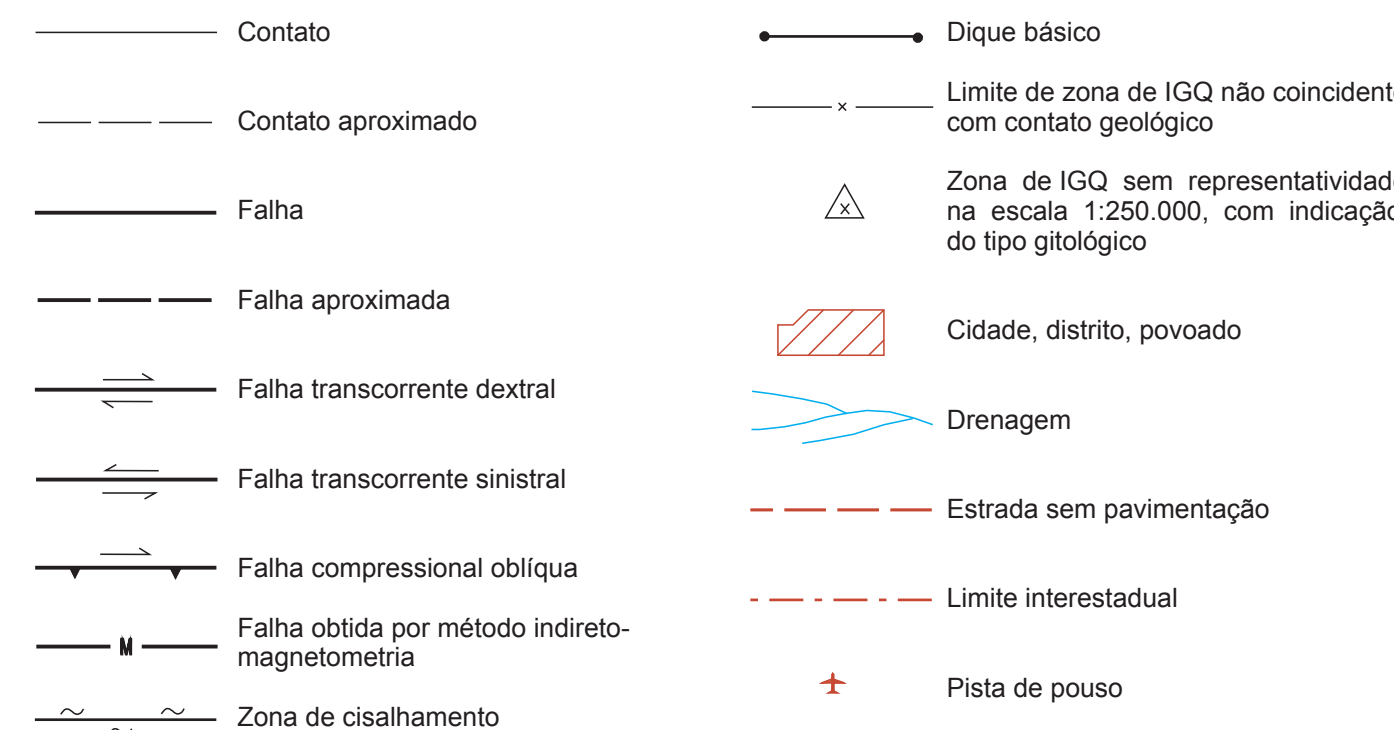 Contato
Contato aproximado
Falha
Falha aproximada
Falha transcorrente dextral
Falha transcorrente sinistral
Falha compressional oblíqua
M
Falha obtida por método indireto-
magnetometria
Zona de cisalhamento
Dique básico
x
Limite de zona de IGQ não coincidente
com contato geológico
x
Zona de IGQ sem representatividade
na escala 1:250.000, com indicação
do tipo gitológico
Cidade, distrito, povoado
Drenagem
Estrada sem pavimentação
Limite interestadual
Pista de pouso